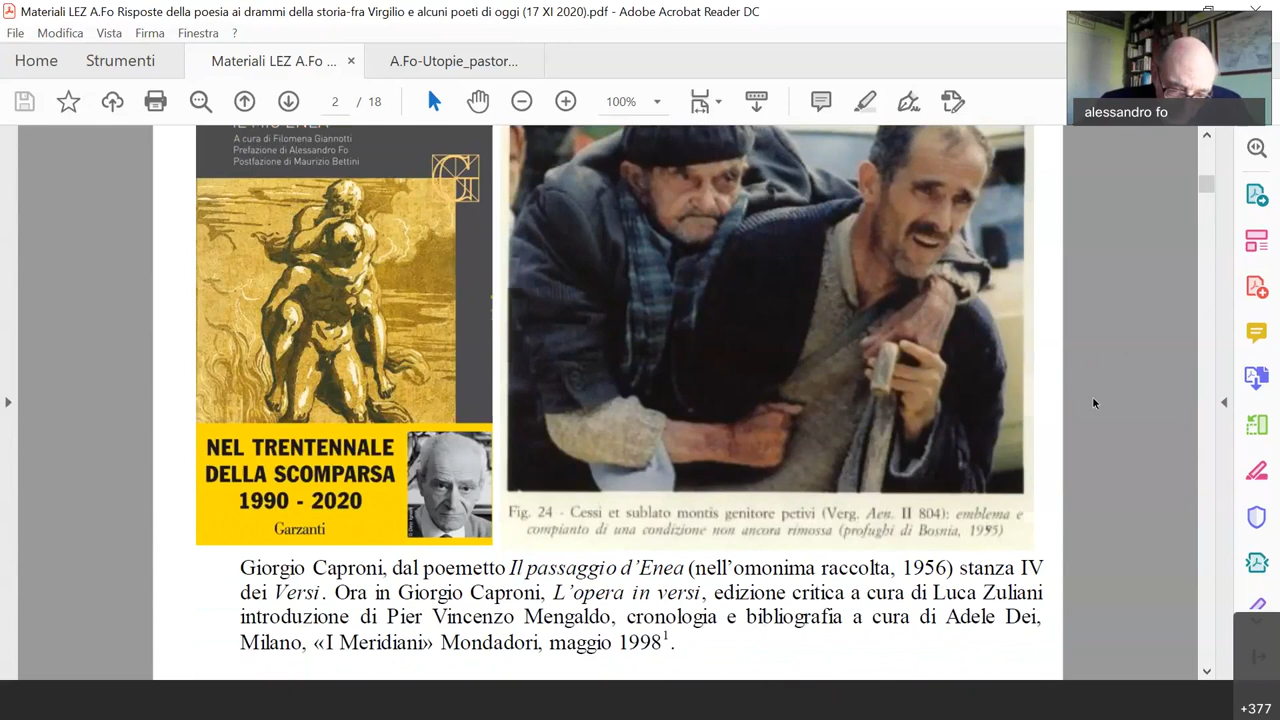 Materiali LEZ A.Fo Risposte della poesia ai drammi della storia-fra Virgilio e alcuni poeti di oggi (17 XI 2020).pdf - Adobe Acrobat Reader DC
File Modifica Vista Firma Finestra ?
Home Strumenti Materiali LEZ A.Fo ... × A.Fo-Utopie_pastor...
2 / 18 100%
alessandro fo
A cura di Filomena Giannotti
Prefazione di Alessandro Fo
Postfazione di Maurizio Bettini
G
NEL TRENTENNALE
DELLA SCOMPARSA
1990 - 2020
Garzanti
Fig. 24 - Cessi et sublato montis genitore petivi (Verg. Aen. II 804): emblema e
compianto di una condizione non ancora rimossa (profughi di Bosnia, 1995)
Giorgio Caproni, dal poemetto Il passaggio d’Enea (nell’omonima raccolta, 1956) stanza IV
dei Versi. Ora in Giorgio Caproni, L’opera in versi, edizione critica a cura di Luca Zuliani
introduzione di Pier Vincenzo Mengaldo, cronologia e bibliografia a cura di Adele Dei,
Milano, «I Meridiani» Mondadori, maggio 1998¹.
+377